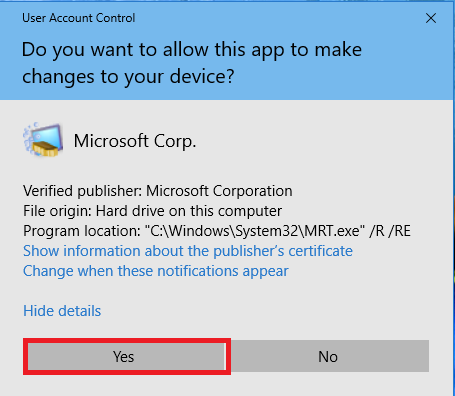 User Account Control
Do you want to allow this app to make
changes to your device?
Microsoft Corp.
Verified publisher: Microsoft Corporation
File origin: Hard drive on this computer
Program location: "C:\Windows\System32\MRT.exe" /R /RE
Show information about the publisher's certificate
Change when these notifications appear
Hide details
Yes
No